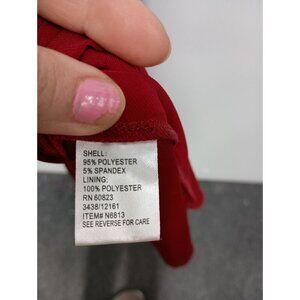 SHELL:
95% POLYESTER
5% SPANDEX
LINING:
100% POLYESTER
RN 60823
3438/12161
ITEM# N6813
SEE REVERSE FOR CARE